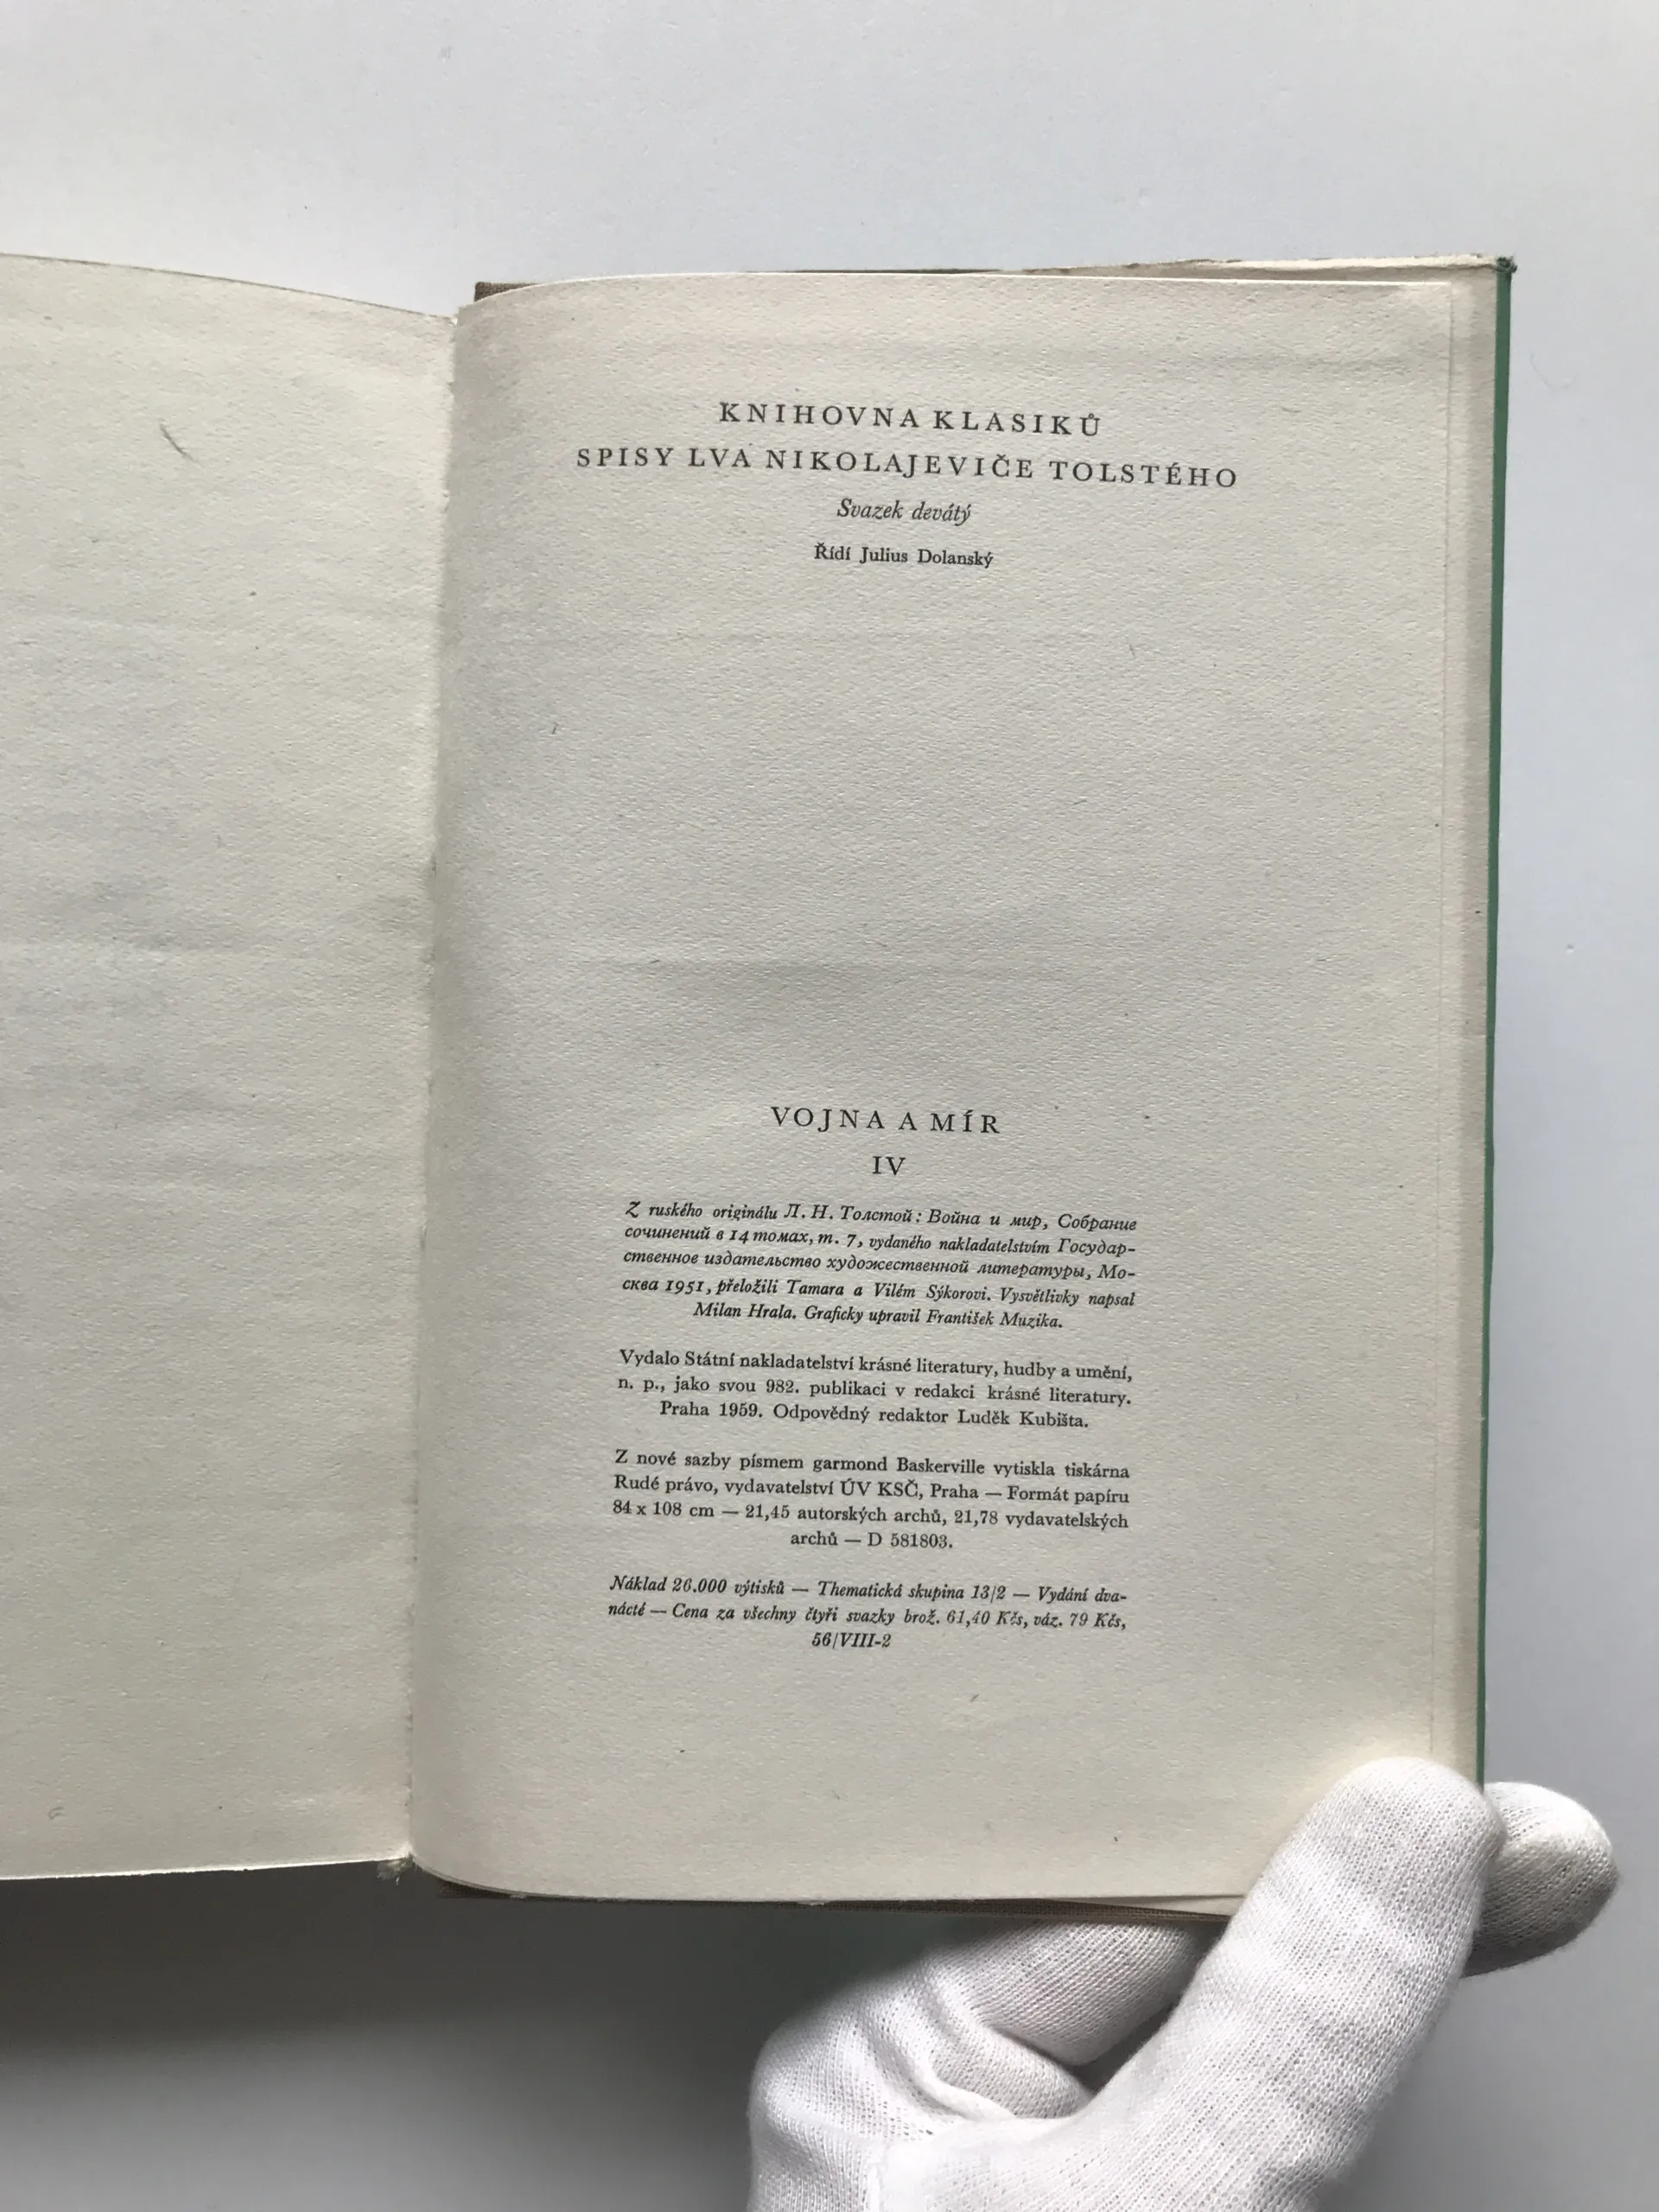 KNIHOVNA KLASIKŮ
SPISY LVA NIKOLAJEVIČE TOLSTÉHO
Svazek devátý
Řídí Julius Dolanský
VOJNA A MÍR
IV
Z ruského originálu Л. Н. Толстой: Война и мир, Собрание
сочинений в 14 томах, т. 7, vydaného nakladatelstvím Государ-
ственное издательство художественной литературы, Мо-
сква 1951, přeložili Tamara a Vilém Sýkorovi. Vysvětlivky napsal
Milan Hrala. Graficky upravil František Muzika.
Vydalo Státní nakladatelství krásné literatury, hudby a umění,
n. p., jako svou 982. publikaci v redakci krásné literatury.
Praha 1959. Odpovědný redaktor Luděk Kubišta.
Z nové sazby písmem garmond Baskerville vytiskla tiskárna
Rudé právo, vydavatelství ÚV KSČ, Praha — Formát papíru
84 x 108 cm — 21,45 autorských archů, 21,78 vydavatelských
archů — D 581803.
Náklad 26.000 výtisků — Thematická skupina 13/2 — Vydání dva-
nácté — Cena za všechny čtyři svazky brož. 61,40 Kčs, váz. 79 Kčs,
56/VIII-2